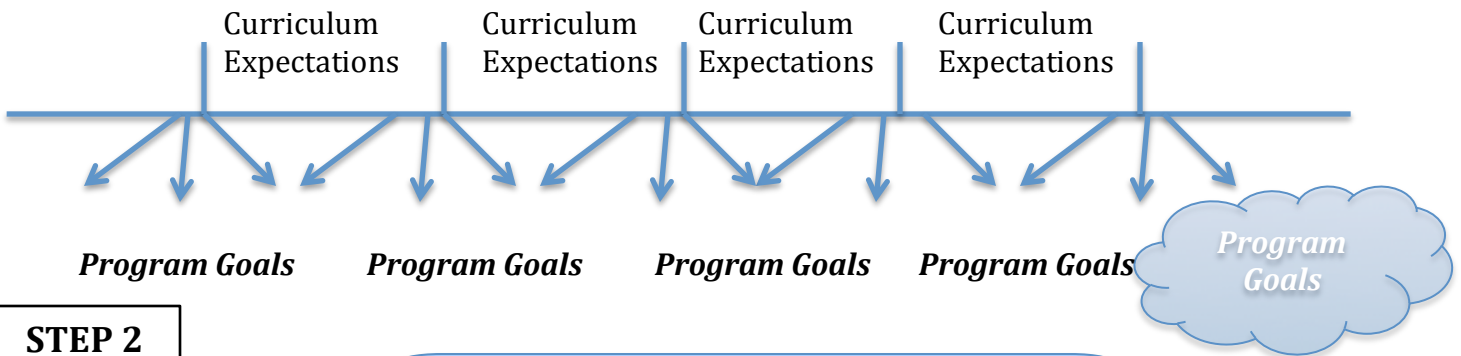 Curriculum Expectations
Curriculum Expectations
Curriculum Expectations
Curriculum Expectations
Program Goals
Program Goals
Program Goals
Program Goals
Program
Goals
STEP 2